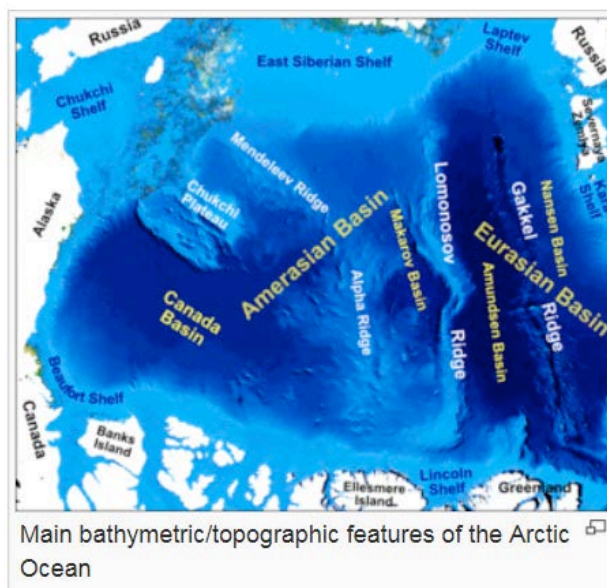 Russia
Laptev
Shelf
Russia
East Siberian Shelf
Chukchi
Shelf
Severnaya
Zemlya
Mendeleev Ridge
Lomonosov
Gakkel
Nansen Basin
Kara
Shelf
Chukchi
Plateau
Alaska
Amerasian Basin
Makarov Basin
Eurasian Basin
Canada
Basin
Alpha Ridge
Amundsen Basin
Ridge
Ridge
Beaufort Shelf
Canada
Banks
Island
Lincoln
Shelf
Ellesmere
Island
Greenland
Main bathymetric/topographic features of the Arctic
Ocean